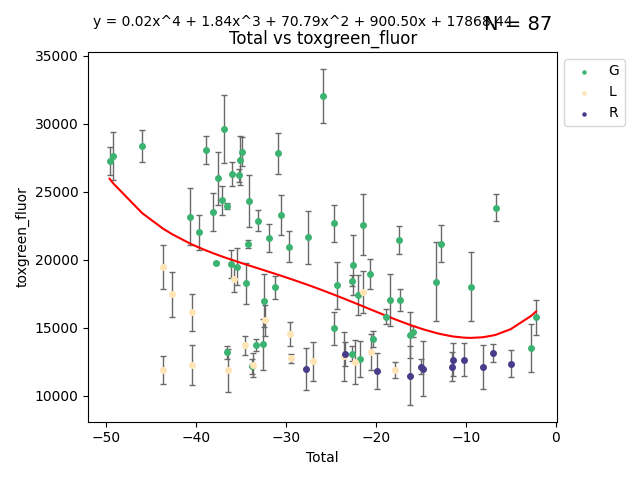 y = 0.02x^4 + 1.84x^3 + 70.79x^2 + 900.50x + 17868.44
N = 87
Total vs toxgreen_fluor
35000
30000
25000
20000
15000
10000
toxgreen_fluor
−50 −40 −30 −20 −10 0
Total
G
L
R